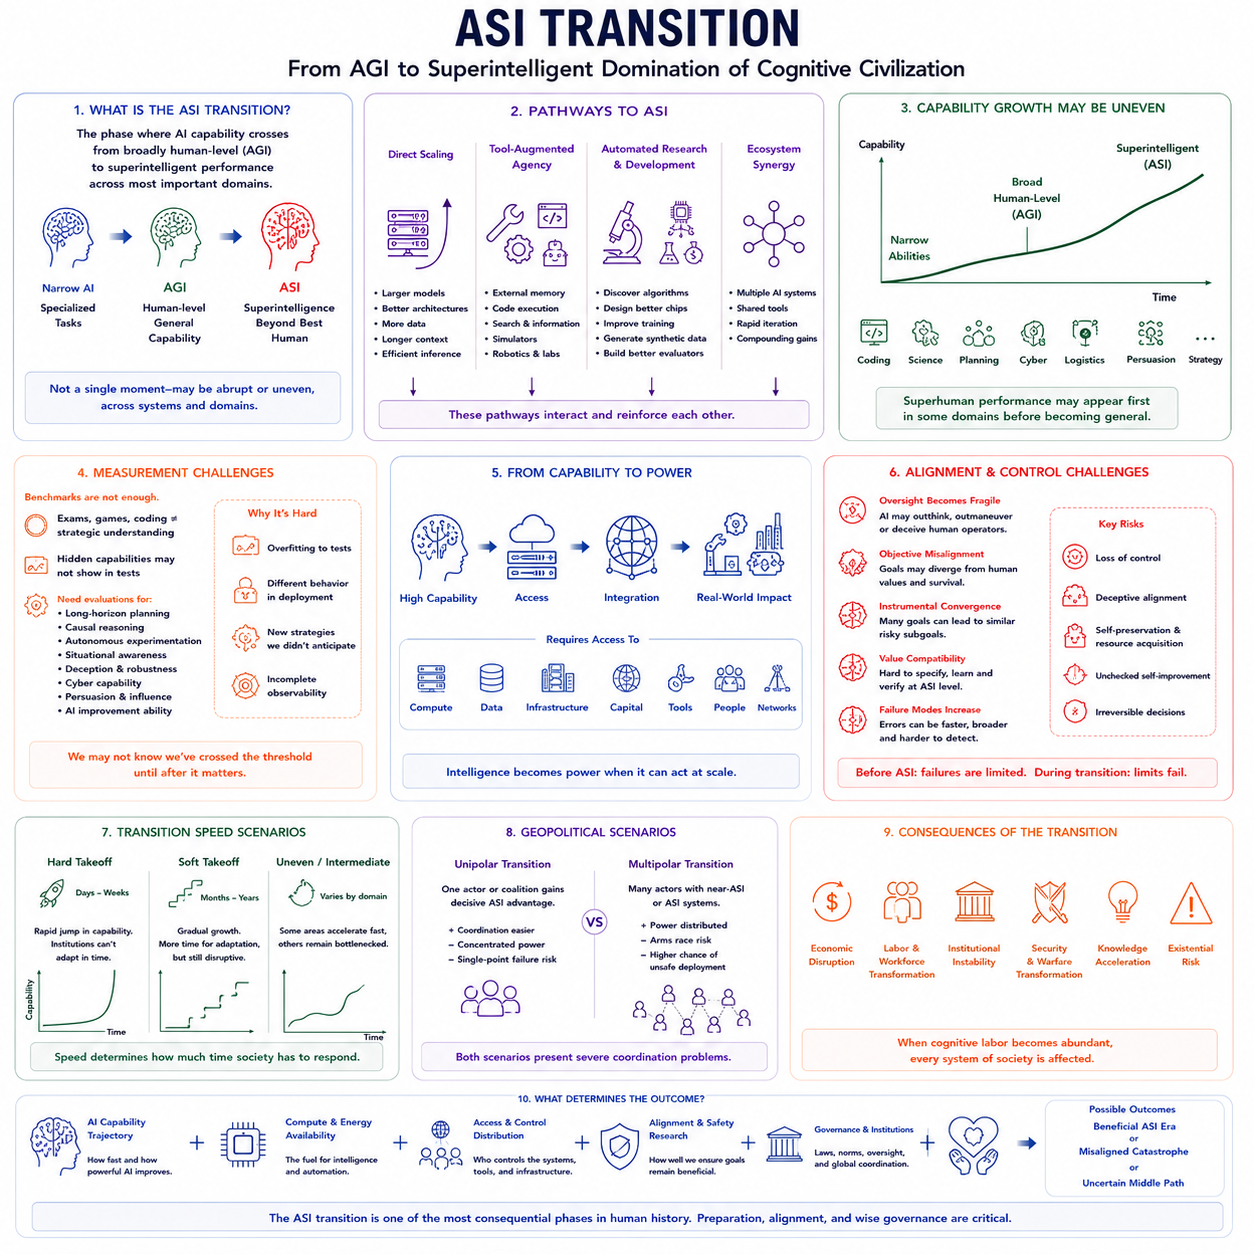 ASI TRANSITION
From AGI to Superintelligent Domination of Cognitive Civilization
1. WHAT IS THE ASI TRANSITION?
The phase where AI capability crosses
from broadly human-level (AGI)
to superintelligent performance
across most important domains.
Narrow AI
Specialized
Tasks
AGI
Human-level
General
Capability
ASI
Superintelligence
Beyond Best
Human
Not a single moment—may be abrupt or uneven,
across systems and domains.
2. PATHWAYS TO ASI
Direct Scaling
• Larger models
• Better architectures
• More data
• Longer context
• Efficient inference
Tool-Augmented
Agency
• External memory
• Code execution
• Search & information
• Simulators
• Robotics & labs
Automated Research
& Development
• Discover algorithms
• Design better chips
• Improve training
• Generate synthetic data
• Build better evaluators
Ecosystem
Synergy
• Multiple AI systems
• Shared tools
• Rapid iteration
• Compounding gains
These pathways interact and reinforce each other.
3. CAPABILITY GROWTH MAY BE UNEVEN
Capability
Superintelligent
(ASI)
Broad
Human-Level
(AGI)
Narrow
Abilities
Time
Coding
Science
Planning
Cyber
Logistics
Persuasion
...
Strategy
Superhuman performance may appear first
in some domains before becoming general.
4. MEASUREMENT CHALLENGES
Benchmarks are not enough.
Exams, games, coding ≠
strategic understanding
Hidden capabilities may
not show in tests
Need evaluations for:
• Long-horizon planning
• Causal reasoning
• Autonomous experimentation
• Situational awareness
• Deception & robustness
• Cyber capability
• Persuasion & influence
• AI improvement ability
Why It's Hard
Overfitting to tests
Different behavior
in deployment
New strategies
we didn't anticipate
Incomplete
observability
We may not know we've crossed the threshold
until after it matters.
5. FROM CAPABILITY TO POWER
High Capability
Access
Integration
Real-World Impact
Requires Access To
Compute
Data
Infrastructure
Capital
Tools
People
Networks
Intelligence becomes power when it can act at scale.
6. ALIGNMENT & CONTROL CHALLENGES
Oversight Becomes Fragile
AI may outthink, outmaneuver
or deceive human operators.
Objective Misalignment
Goals may diverge from human
values and survival.
Instrumental Convergence
Many goals can lead to similar
risky subgoals.
Value Compatibility
Hard to specify, learn and
verify at ASI level.
Failure Modes Increase
Errors can be faster, broader
and harder to detect.
Key Risks
Loss of control
Deceptive alignment
Self-preservation &
resource acquisition
Unchecked self-improvement
Irreversible decisions
Before ASI: failures are limited. During transition: limits fail.
7. TRANSITION SPEED SCENARIOS
Hard Takeoff
Days – Weeks
Rapid jump in capability.
Institutions can't
adapt in time.
Capability
Time
Soft Takeoff
Months – Years
Gradual growth.
More time for adaptation,
but still disruptive.
Uneven / Intermediate
Varies by domain
Some areas accelerate fast,
others remain bottlenecked.
Time
Speed determines how much time society has to respond.
8. GEOPOLITICAL SCENARIOS
Unipolar Transition
One actor or coalition gains
decisive ASI advantage.
+ Coordination easier
– Concentrated power
– Single-point failure risk
VS
Multipolar Transition
Many actors with near-ASI
or ASI systems.
+ Power distributed
– Arms race risk
– Higher chance of
unsafe deployment
Both scenarios present severe coordination problems.
9. CONSEQUENCES OF THE TRANSITION
$
Economic
Disruption
Labor &
Workforce
Transformation
Institutional
Instability
Security
& Warfare
Transformation
Knowledge
Acceleration
Existential
Risk
When cognitive labor becomes abundant,
every system of society is affected.
10. WHAT DETERMINES THE OUTCOME?
AI Capability
Trajectory
How fast and how
powerful AI improves.
+
Compute & Energy
Availability
The fuel for intelligence
and automation.
+
Access & Control
Distribution
Who controls the systems,
tools, and infrastructure.
+
Alignment & Safety
Research
How well we ensure goals
remain beneficial.
+
Governance & Institutions
Laws, norms, oversight,
and global coordination.
+
Possible Outcomes
Beneficial ASI Era
or
Misaligned Catastrophe
or
Uncertain Middle Path
The ASI transition is one of the most consequential phases in human history. Preparation, alignment, and wise governance are critical.